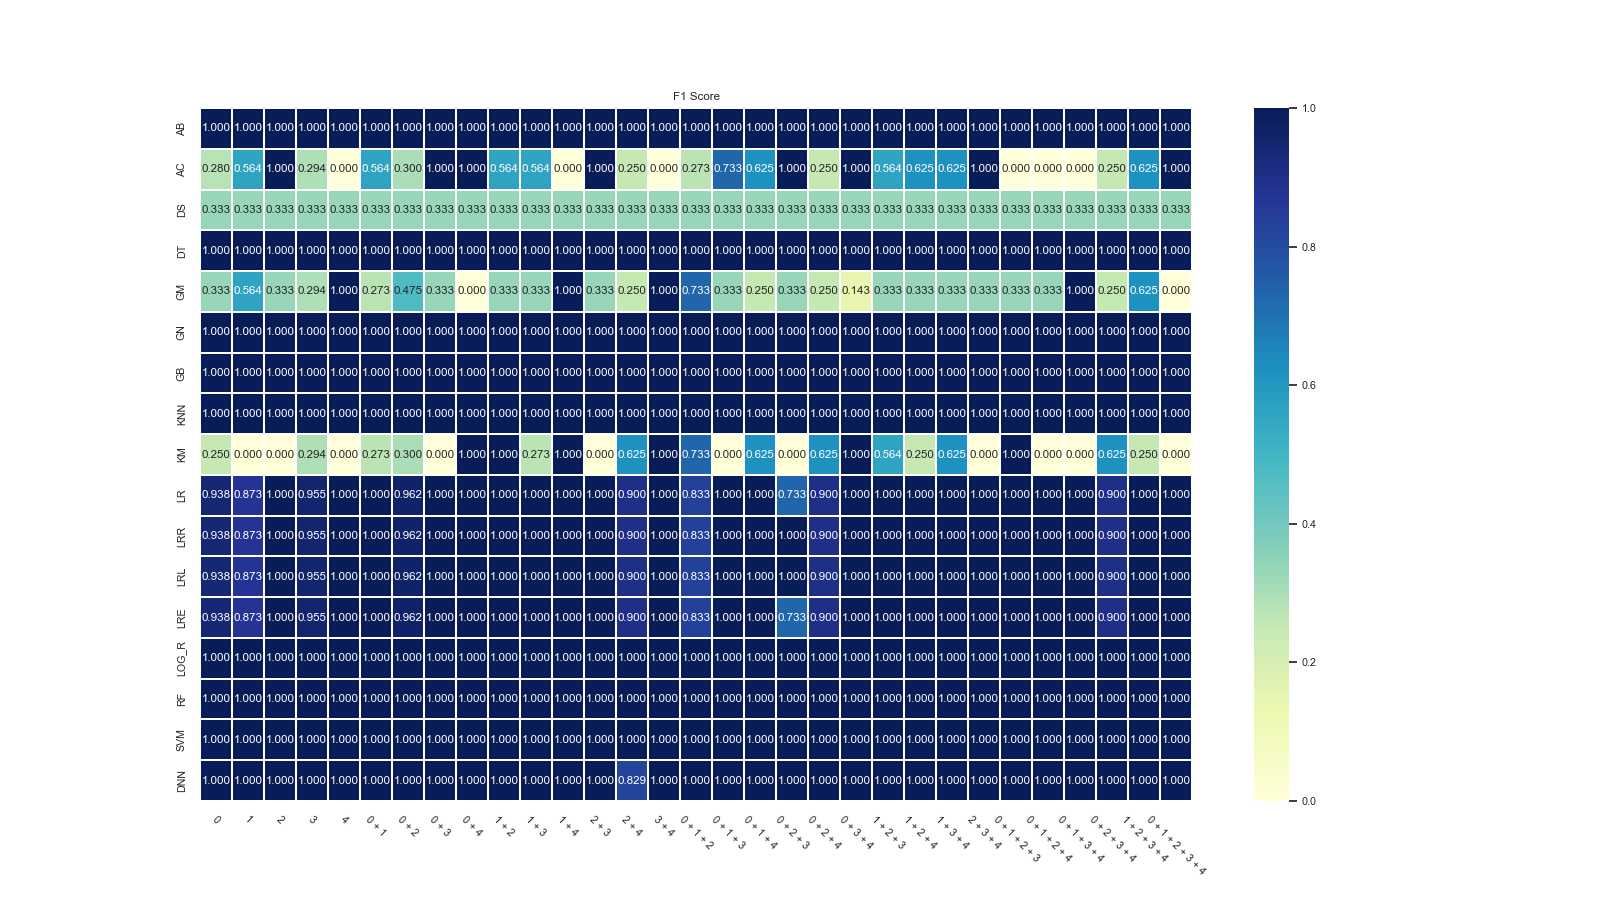 F1 Score
AB 1.000 1.000 1.000 1.000 1.000 1.000 1.000 1.000 1.000 1.000 1.000 1.000 1.000 1.000 1.000 1.000 1.000 1.000 1.000 1.000 1.000 1.000 1.000 1.000 1.000 1.000 1.000 1.000 1.000 1.000 1.000
AC 0.280 0.564 1.000 0.294 0.000 0.564 0.300 1.000 1.000 0.564 0.564 0.000 1.000 0.250 0.000 0.273 0.733 0.625 1.000 0.250 1.000 0.564 0.625 0.625 1.000 0.000 0.000 0.000 0.250 0.625 1.000
DS 0.333 0.333 0.333 0.333 0.333 0.333 0.333 0.333 0.333 0.333 0.333 0.333 0.333 0.333 0.333 0.333 0.333 0.333 0.333 0.333 0.333 0.333 0.333 0.333 0.333 0.333 0.333 0.333 0.333 0.333 0.333
DT 1.000 1.000 1.000 1.000 1.000 1.000 1.000 1.000 1.000 1.000 1.000 1.000 1.000 1.000 1.000 1.000 1.000 1.000 1.000 1.000 1.000 1.000 1.000 1.000 1.000 1.000 1.000 1.000 1.000 1.000 1.000
GM 0.333 0.564 0.333 0.294 1.000 0.273 0.475 0.333 0.000 0.333 0.333 1.000 0.333 0.250 1.000 0.733 0.333 0.250 0.333 0.250 0.143 0.333 0.333 0.333 0.333 0.333 0.333 1.000 0.250 0.625 0.000
GN 1.000 1.000 1.000 1.000 1.000 1.000 1.000 1.000 1.000 1.000 1.000 1.000 1.000 1.000 1.000 1.000 1.000 1.000 1.000 1.000 1.000 1.000 1.000 1.000 1.000 1.000 1.000 1.000 1.000 1.000 1.000
GB 1.000 1.000 1.000 1.000 1.000 1.000 1.000 1.000 1.000 1.000 1.000 1.000 1.000 1.000 1.000 1.000 1.000 1.000 1.000 1.000 1.000 1.000 1.000 1.000 1.000 1.000 1.000 1.000 1.000 1.000 1.000
KNN 1.000 1.000 1.000 1.000 1.000 1.000 1.000 1.000 1.000 1.000 1.000 1.000 1.000 1.000 1.000 1.000 1.000 1.000 1.000 1.000 1.000 1.000 1.000 1.000 1.000 1.000 1.000 1.000 1.000 1.000 1.000
KM 0.250 0.000 0.000 0.294 0.000 0.273 0.300 0.000 1.000 1.000 0.273 1.000 0.000 0.625 1.000 0.733 0.000 0.625 0.000 0.625 1.000 0.564 0.250 0.625 0.000 1.000 0.000 0.000 0.625 0.250 0.000
LR 0.938 0.873 1.000 0.955 1.000 1.000 0.962 1.000 1.000 1.000 1.000 1.000 1.000 0.900 1.000 0.833 1.000 1.000 0.733 0.900 1.000 1.000 1.000 1.000 1.000 1.000 1.000 1.000 0.900 1.000 1.000
LRR 0.938 0.873 1.000 0.955 1.000 1.000 0.962 1.000 1.000 1.000 1.000 1.000 1.000 0.900 1.000 0.833 1.000 1.000 1.000 0.900 1.000 1.000 1.000 1.000 1.000 1.000 1.000 1.000 0.900 1.000 1.000
LRL 0.938 0.873 1.000 0.955 1.000 1.000 0.962 1.000 1.000 1.000 1.000 1.000 1.000 0.900 1.000 0.833 1.000 1.000 1.000 0.900 1.000 1.000 1.000 1.000 1.000 1.000 1.000 1.000 0.900 1.000 1.000
LRE 0.938 0.873 1.000 0.955 1.000 1.000 0.962 1.000 1.000 1.000 1.000 1.000 1.000 0.900 1.000 0.833 1.000 1.000 0.733 0.900 1.000 1.000 1.000 1.000 1.000 1.000 1.000 1.000 0.900 1.000 1.000
LOG_R 1.000 1.000 1.000 1.000 1.000 1.000 1.000 1.000 1.000 1.000 1.000 1.000 1.000 1.000 1.000 1.000 1.000 1.000 1.000 1.000 1.000 1.000 1.000 1.000 1.000 1.000 1.000 1.000 1.000 1.000 1.000
RF 1.000 1.000 1.000 1.000 1.000 1.000 1.000 1.000 1.000 1.000 1.000 1.000 1.000 1.000 1.000 1.000 1.000 1.000 1.000 1.000 1.000 1.000 1.000 1.000 1.000 1.000 1.000 1.000 1.000 1.000 1.000
SVM 1.000 1.000 1.000 1.000 1.000 1.000 1.000 1.000 1.000 1.000 1.000 1.000 1.000 1.000 1.000 1.000 1.000 1.000 1.000 1.000 1.000 1.000 1.000 1.000 1.000 1.000 1.000 1.000 1.000 1.000 1.000
DNN 1.000 1.000 1.000 1.000 1.000 1.000 1.000 1.000 1.000 1.000 1.000 1.000 1.000 0.829 1.000 1.000 1.000 1.000 1.000 1.000 1.000 1.000 1.000 1.000 1.000 1.000 1.000 1.000 1.000 1.000 1.000
0
1
2
3
4
0 + 1
0 + 2
0 + 3
0 + 4
1 + 2
1 + 3
1 + 4
2 + 3
2 + 4
3 + 4
0 + 1 + 2
0 + 1 + 3
0 + 1 + 4
0 + 2 + 3
0 + 2 + 4
0 + 3 + 4
1 + 2 + 3
1 + 2 + 4
1 + 3 + 4
2 + 3 + 4
0 + 1 + 2 + 3
0 + 1 + 2 + 4
0 + 1 + 3 + 4
0 + 2 + 3 + 4
1 + 2 + 3 + 4
0 + 1 + 2 + 3 + 4
1.0
0.8
0.6
0.4
0.2
0.0